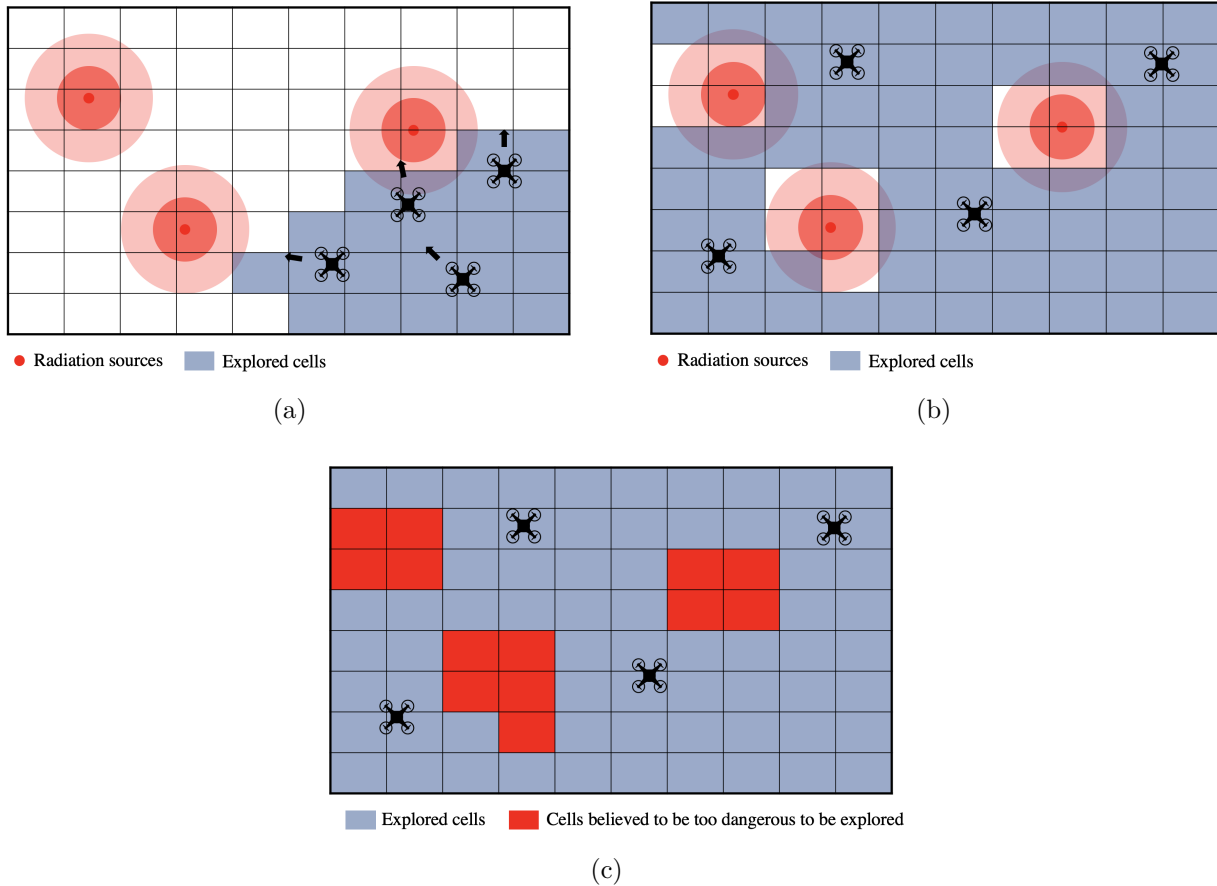 Radiation sources Explored cells
(a)
Radiation sources Explored cells
(b)
Explored cells Cells believed to be too dangerous to be explored
(c)